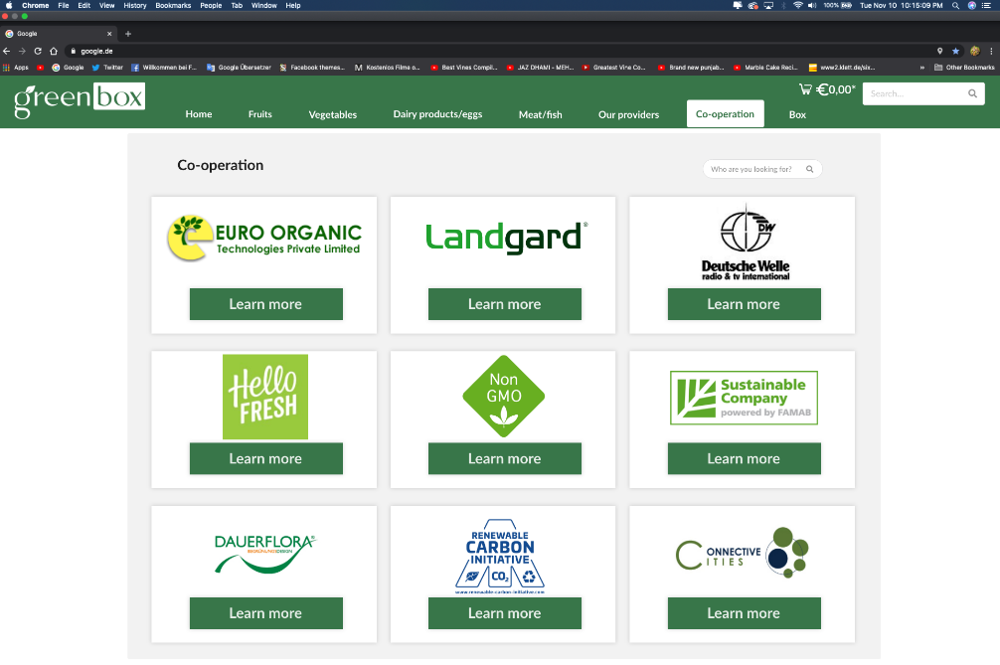 Chrome File Edit View History Bookmarks People Tab Window Help
100% Tue Nov 10 10:15:09 PM
Google
google.de
Apps Google Twitter Willkommen bei F... Google Übersetzer Facebook themas... Kostenlos Filme o... Best Vines Compil... JAZ DHAMI - MEH... Greatest Vine Co... Brand new punjab... Marble Cake Reci... www2.klett.de/six... » Other Bookmarks
greenbox
€0,00*
Search...
Home Fruits Vegetables Dairy products/eggs Meat/fish Our providers Co-operation Box
Co-operation
Who are you looking for?
EURO ORGANIC
Technologies Private Limited
Learn more
Landgard®
Learn more
DW
Deutsche Welle
radio & tv international
Learn more
Hello
FRESH
Learn more
Non
GMO
Learn more
Sustainable
Company
powered by FAMAB
Learn more
DAUERFLORA®
BEGRÜNUNGSDESIGN
Learn more
RENEWABLE
CARBON
INITIATIVE
CO₂
www.renewable-carbon-initiative.com
Learn more
CONNECTIVE
CITIES
Learn more